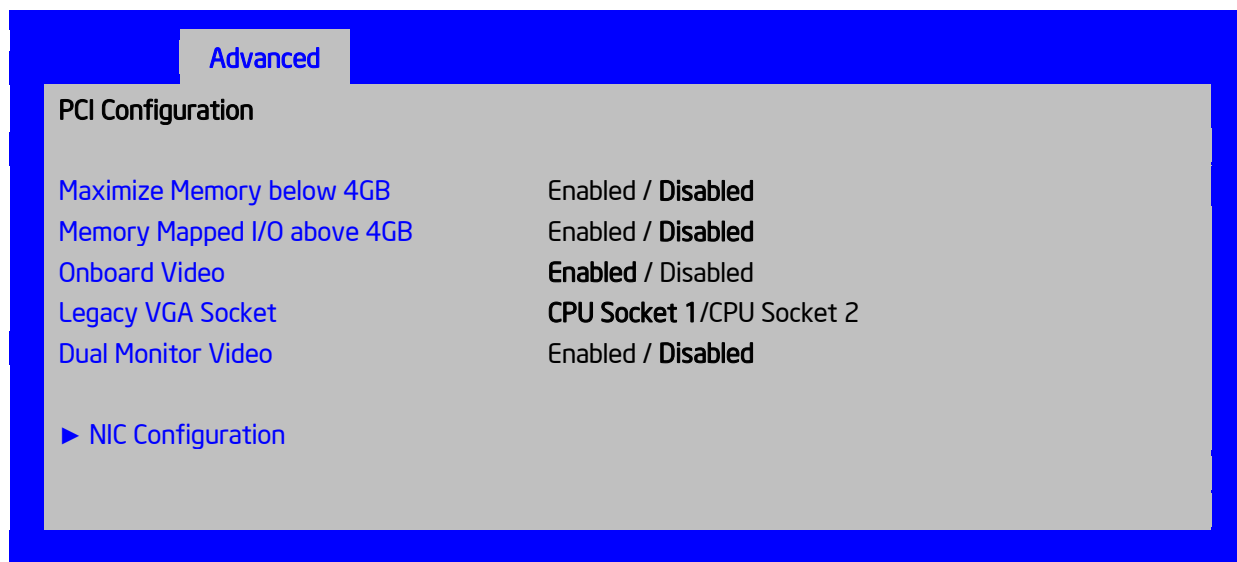 Advanced
PCI Configuration
Maximize Memory below 4GB Enabled / Disabled
Memory Mapped I/O above 4GB Enabled / Disabled
Onboard Video Enabled / Disabled
Legacy VGA Socket CPU Socket 1/CPU Socket 2
Dual Monitor Video Enabled / Disabled
► NIC Configuration